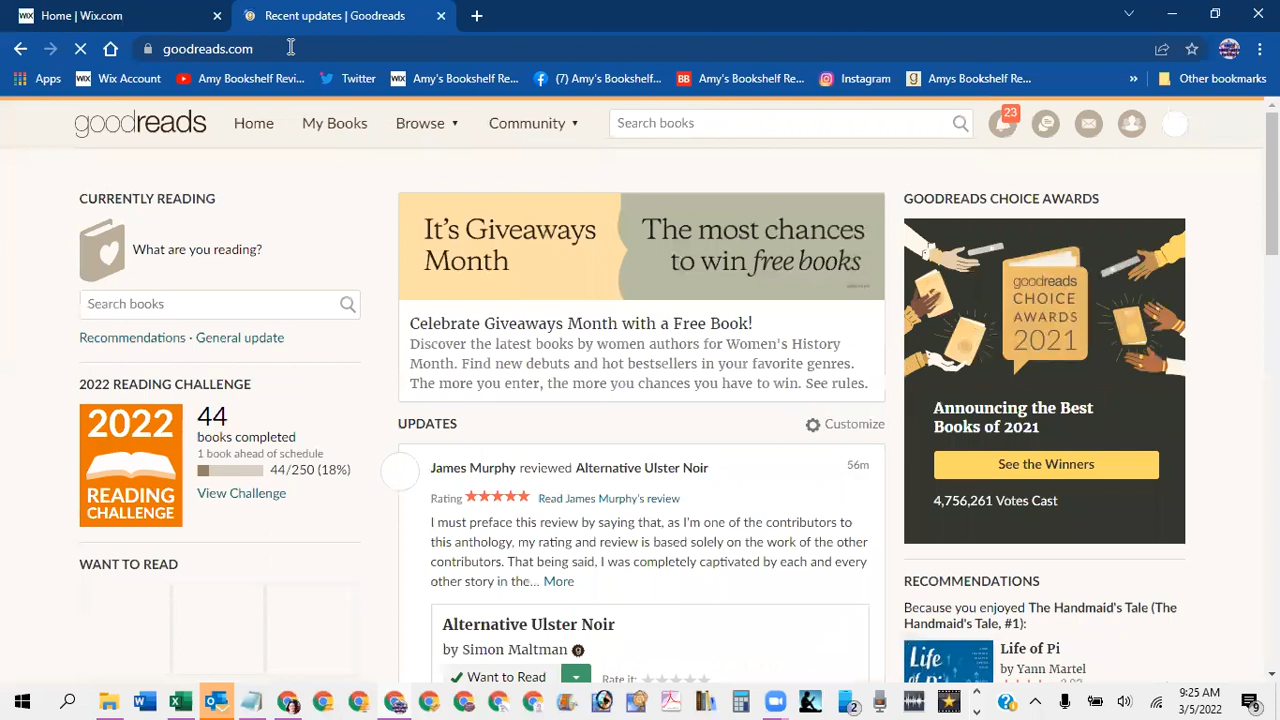 Home | Wix.com
Recent updates | Goodreads
goodreads.com
Apps
Wix Account
Amy Bookshelf Revi...
Twitter
Amy's Bookshelf Re...
(7) Amy's Bookshelf...
Amy's Bookshelf Re...
Instagram
Amys Bookshelf Re...
Other bookmarks
goodreads
Home
My Books
Browse
Community
Search books
23
CURRENTLY READING
What are you reading?
Search books
Recommendations · General update
2022 READING CHALLENGE
2022
READING
CHALLENGE
44
books completed
1 book ahead of schedule
44/250 (18%)
View Challenge
WANT TO READ
It's Giveaways
Month
The most chances
to win free books
Celebrate Giveaways Month with a Free Book!
Discover the latest books by women authors for Women's History
Month. Find new debuts and hot bestsellers in your favorite genres.
The more you enter, the more you chances you have to win. See rules.
UPDATES
Customize
James Murphy reviewed Alternative Ulster Noir
56m
Rating
Read James Murphy's review
I must preface this review by saying that, as I'm one of the contributors to
this anthology, my rating and review is based solely on the work of the other
contributors. That being said, I was completely captivated by each and every
other story in the... More
Alternative Ulster Noir
by Simon Maltman
Want to Read
Rate it:
GOODREADS CHOICE AWARDS
goodreads
CHOICE
AWARDS
2021
Announcing the Best
Books of 2021
See the Winners
4,756,261 Votes Cast
RECOMMENDATIONS
Because you enjoyed The Handmaid's Tale (The
Handmaid's Tale, #1):
Life of Pi
by Yann Martel
Life
of
9:25 AM
3/5/2022